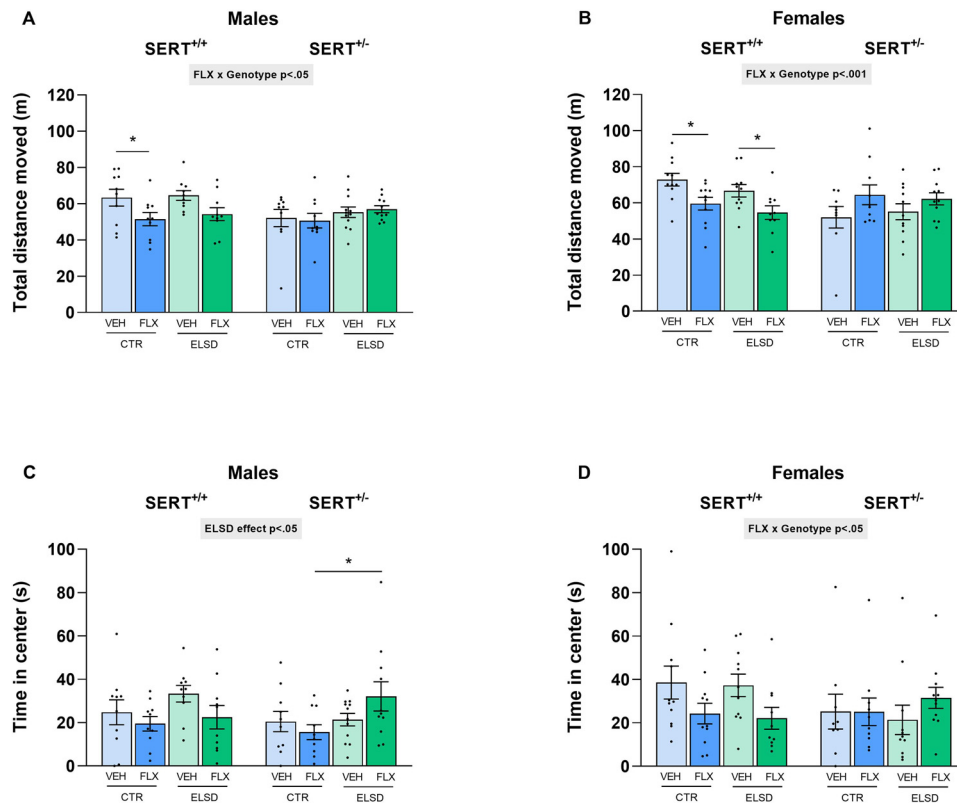 A Males
SERT+/+ SERT+/-
FLX x Genotype p<.05
Total distance moved (m)
120
100
80
60
40
20
0
*
VEH FLX VEH FLX VEH FLX VEH FLX
CTR ELSD CTR ELSD
B Females
SERT+/+ SERT+/-
FLX x Genotype p<.001
Total distance moved (m)
120
100
80
60
40
20
0
* *
VEH FLX VEH FLX VEH FLX VEH FLX
CTR ELSD CTR ELSD
C Males
SERT+/+ SERT+/-
ELSD effect p<.05
Time in center (s)
100
80
60
40
20
0
*
VEH FLX VEH FLX VEH FLX VEH FLX
CTR ELSD CTR ELSD
D Females
SERT+/+ SERT+/-
FLX x Genotype p<.05
Time in center (s)
100
80
60
40
20
0
VEH FLX VEH FLX VEH FLX VEH FLX
CTR ELSD CTR ELSD